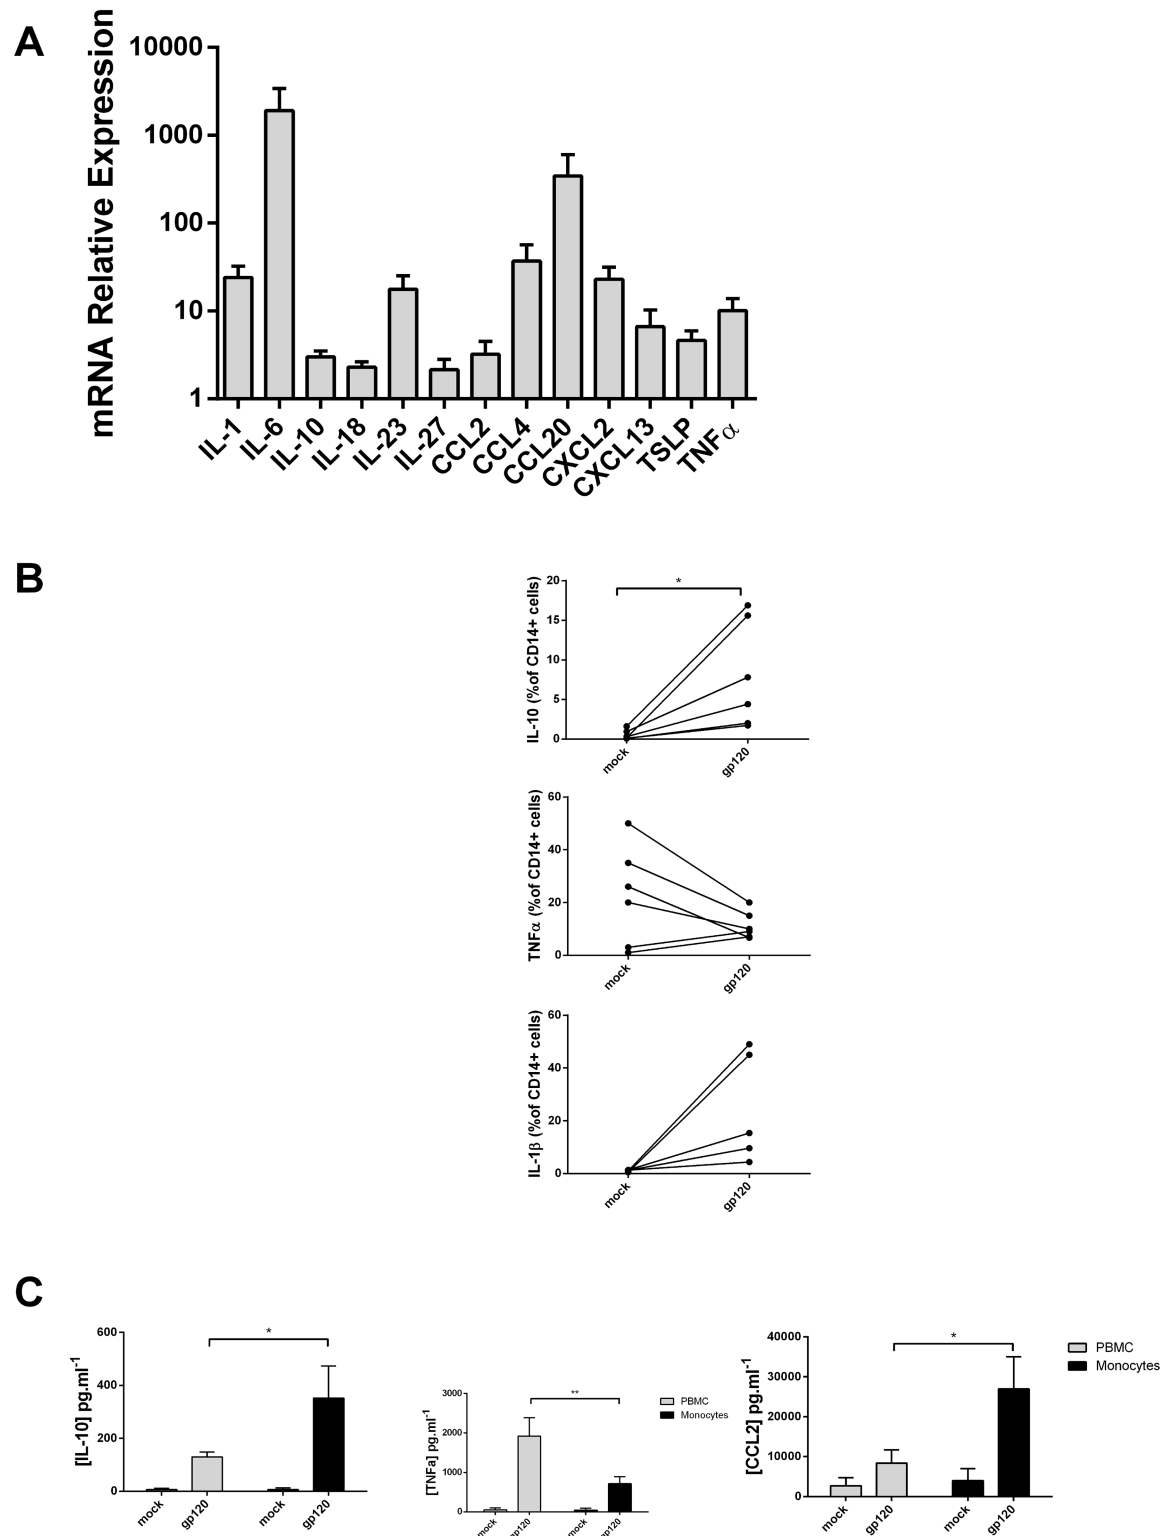 A
mRNA Relative Expression
10000
1000
100
10
1
IL-1
IL-6
IL-10
IL-18
IL-23
IL-27
CCL2
CCL4
CCL20
CXCL2
CXCL13
TSLP
TNFα
B
IL-10 (%of CD14+ cells)
20
15
10
5
0
*
mock
gp120
TNFα (%of CD14+ cells)
60
40
20
0
mock
gp120
IL-1β (%of CD14+ cells)
60
40
20
0
mock
gp120
C
[IL-10] pg.ml-1
600
400
200
0
*
mock
gp120
mock
gp120
[TNFa] pg.ml-1
3000
2000
1000
0
**
PBMC
Monocytes
mock
gp120
mock
gp120
[CCL2] pg.ml-1
40000
30000
20000
10000
0
*
PBMC
Monocytes
mock
gp120
mock
gp120